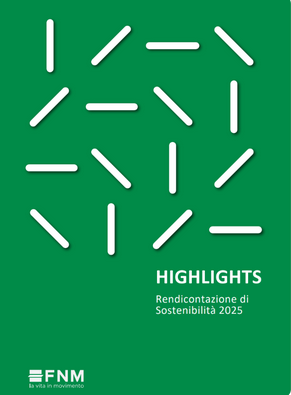 HIGHLIGHTS
Rendicontazione di
Sostenibilità 2025
FNM
la vita in movimento